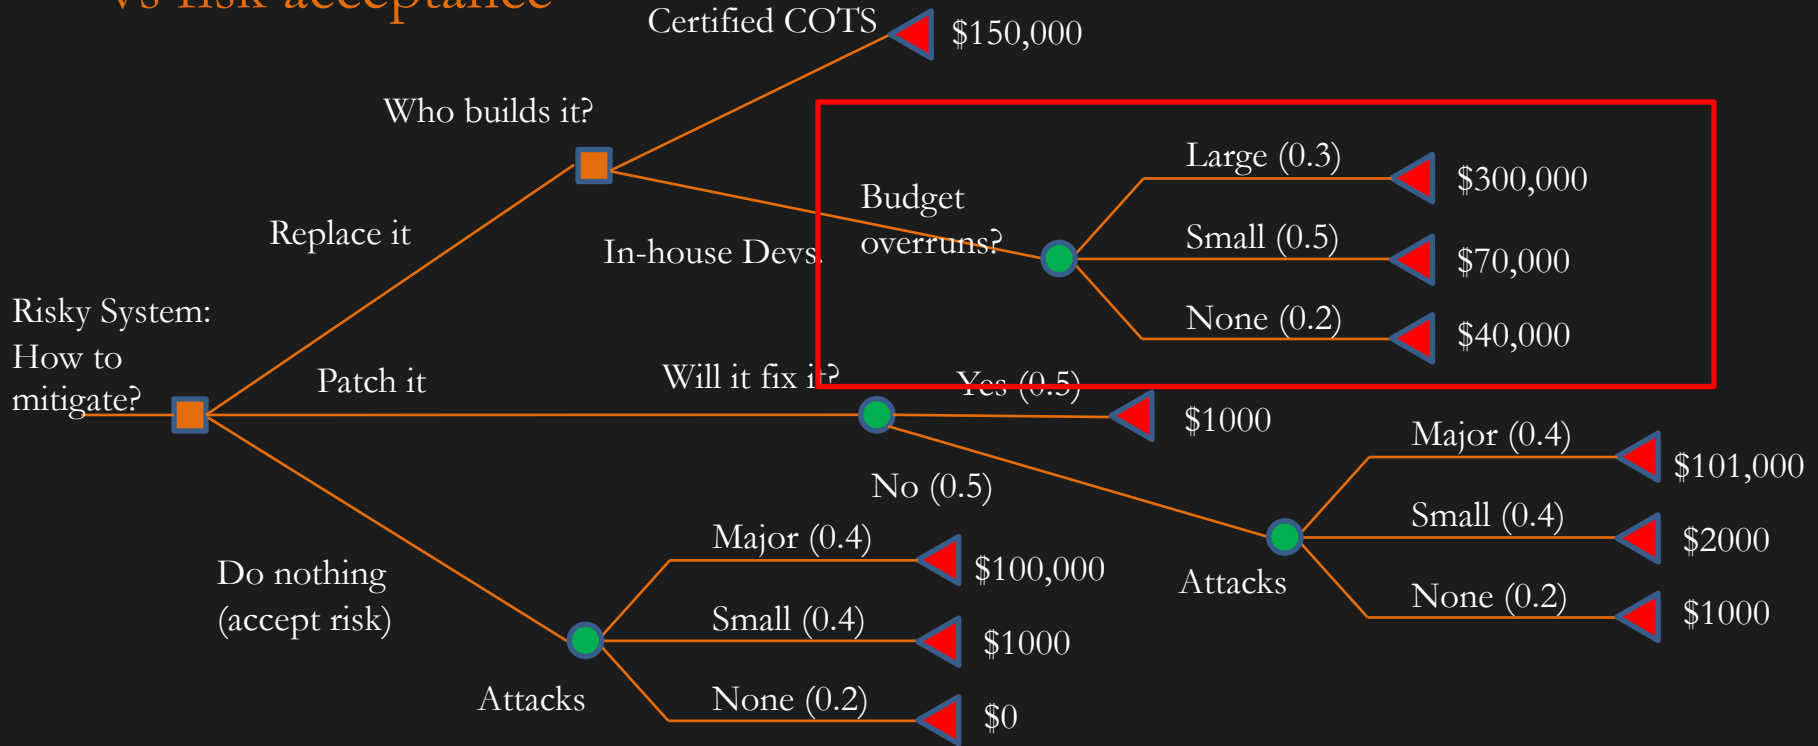 vs risk acceptance
Certified COTS
$150,000
Who builds it?
Large (0.3)
$300,000
Budget
overruns?
Replace it
In-house Devs.
Small (0.5)
$70,000
None (0.2)
$40,000
Risky System:
How to
mitigate?
Patch it
Will it fix it?
Yes (0.5)
$1000
No (0.5)
Major (0.4)
$101,000
Small (0.4)
$2000
Attacks
None (0.2)
$1000
Do nothing
(accept risk)
Major (0.4)
$100,000
Small (0.4)
$1000
Attacks
None (0.2)
$0